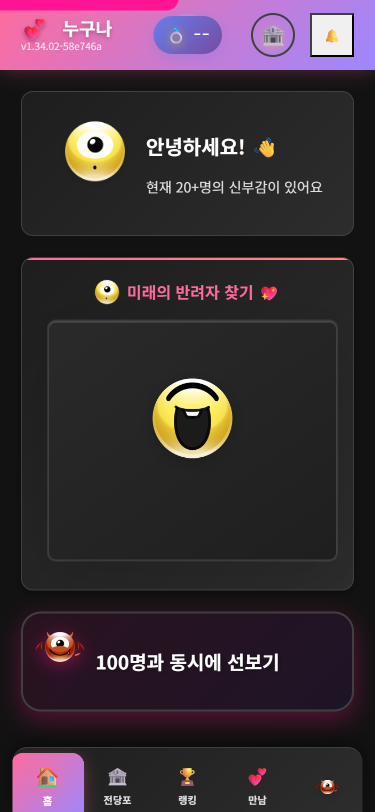 누구나
v1.34.02-58e746a
--
안녕하세요!
현재 20+명의 신부감이 있어요
미래의 반려자 찾기
100명과 동시에 선보기
홈
전당포
랭킹
만남